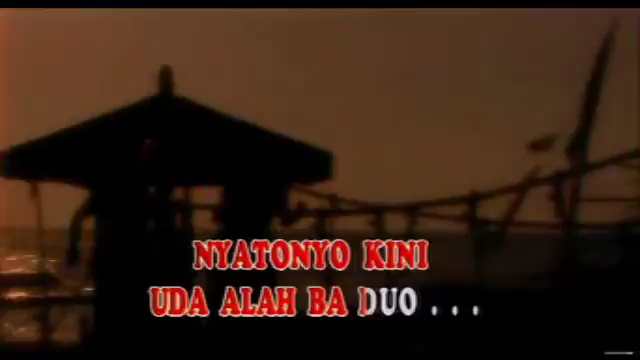 NYATONYO KINI
UDA ALAH BA DUO . . .